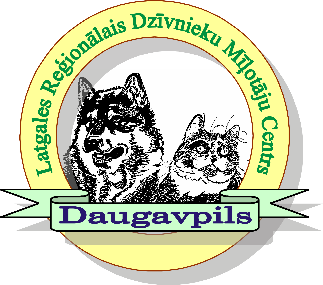 Latgales Reģionālais Dzīvnieku Mīļotāju Centrs
Daugavpils